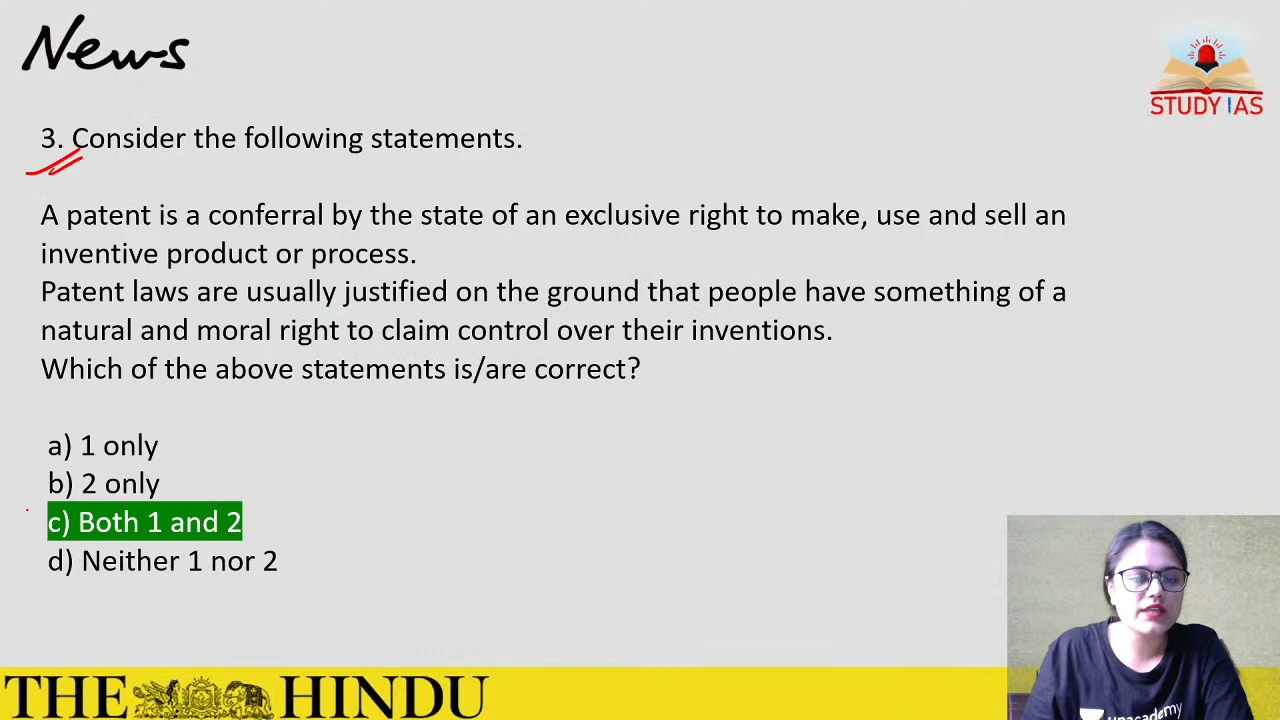 News
STUDY IAS
3. Consider the following statements.
A patent is a conferral by the state of an exclusive right to make, use and sell an
inventive product or process.
Patent laws are usually justified on the ground that people have something of a
natural and moral right to claim control over their inventions.
Which of the above statements is/are correct?
a) 1 only
b) 2 only
c) Both 1 and 2
d) Neither 1 nor 2
THE HINDU
unacademy